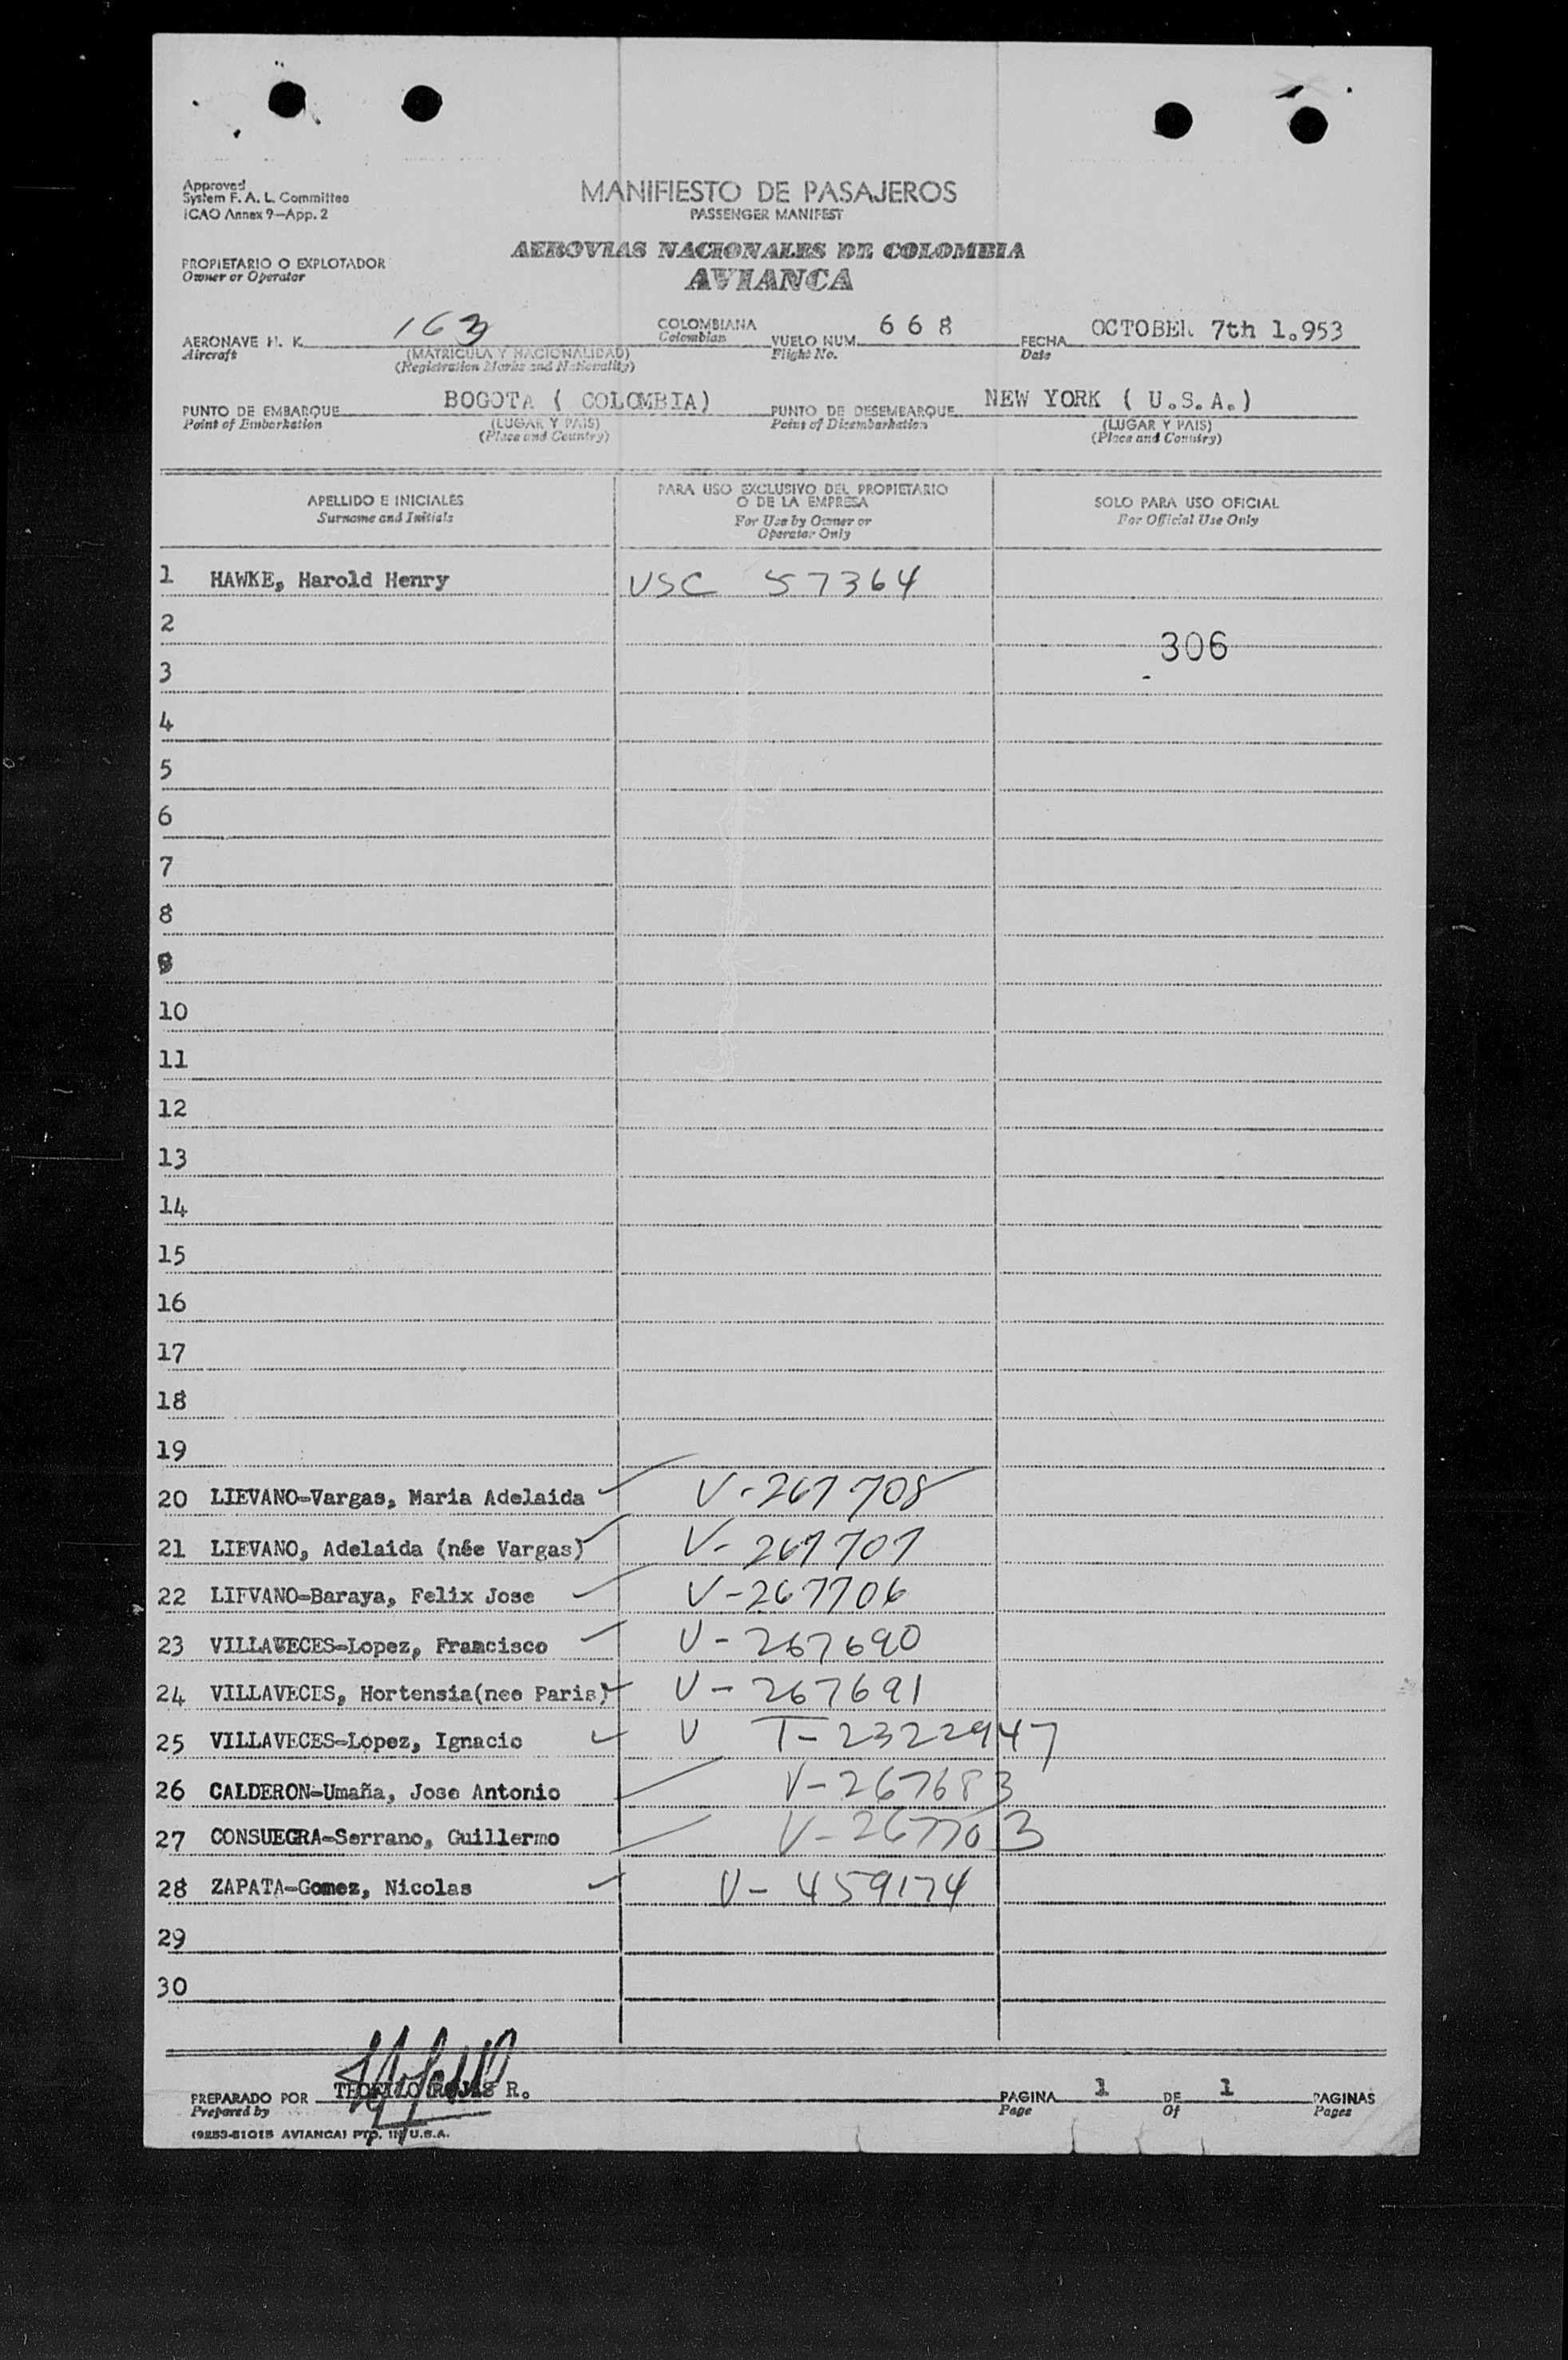 Approved
System F. A. L. Committee
ICAO Annex 9—App. 2
MANIFIESTO DE PASAJEROS
PASSENGER MANIFEST
PROPIETARIO O EXPLOTADOR
Owner or Operator
AEROVIAS NACIONALES DE COLOMBIA
AVIANCA
AERONAVE H. K. 163 COLOMBIANA VUELO NUM. 668 FECHA OCTOBER 7th 1.953
Aircraft (MATRICULA Y NACIONALIDAD) Colombian Flight No. Date
(Registration Marks and Nationality)
PUNTO DE EMBARQUE BOGOTA ( COLOMBIA) PUNTO DE DESEMBARQUE NEW YORK ( U.S.A.)
Point of Embarkation (LUGAR Y PAIS) Point of Disembarkation (LUGAR Y PAIS)
(Place and Country) (Place and Country)
APELLIDO E INICIALES
Surname and Initials
PARA USO EXCLUSIVO DEL PROPIETARIO
O DE LA EMPRESA
For Use by Owner or
Operator Only
SOLO PARA USO OFICIAL
For Official Use Only
1 HAWKE, Harold Henry USC 57364
2 306
3
4
5
6
7
8
9
10
11
12
13
14
15
16
17
18
19
20 LIEVANO-Vargas, Maria Adelaida V-267708
21 LIEVANO, Adelaida (née Vargas) V-267707
22 LIEVANO-Baraya, Felix Jose V-267706
23 VILLAVECES-Lopez, Francisco V-267690
24 VILLAVECES, Hortensia(nee Paris) V-267691
25 VILLAVECES-Lopez, Ignacio V T-2322947
26 CALDERON-Umaña, Jose Antonio V-267683
27 CONSUEGRA-Serrano, Guillermo V-267703
28 ZAPATA-Gomez, Nicolas V-459174
29
30
PREPARADO POR TEOFILO ROJAS R. PAGINA 1 DE 1 PAGINAS
Prepared by Page Of Pages
(9253-81015 AVIANCA) PTD. IN U.S.A.